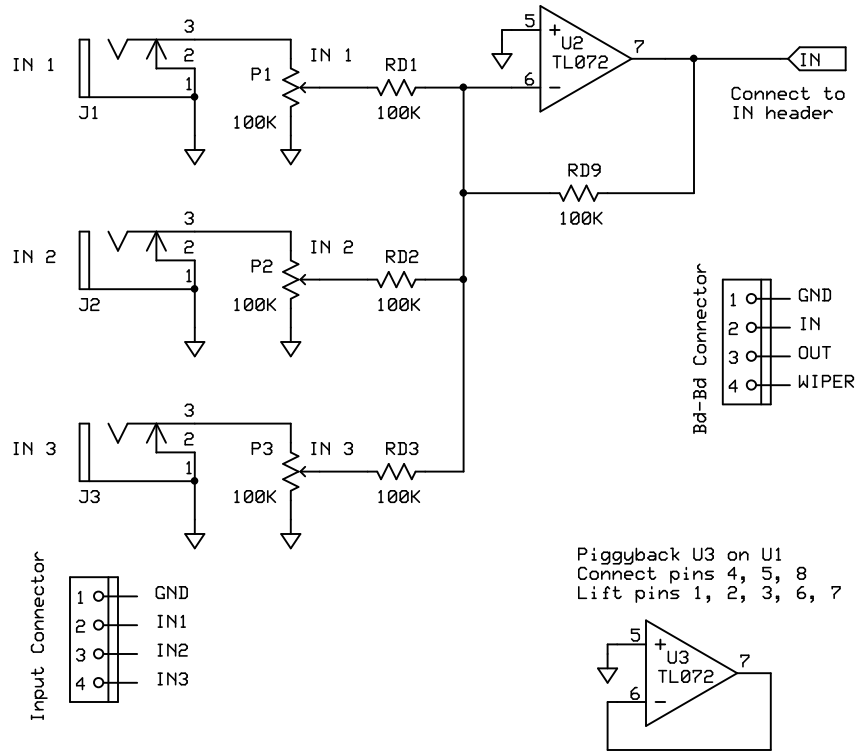 IN 1
3
2
1
J1
P1
100K
IN 1
RD1
100K
5
6
+
-
U2
TL072
7
IN
Connect to
IN header
RD9
100K
IN 2
3
2
1
J2
P2
100K
IN 2
RD2
100K
Bd-Bd Connector
1 GND
2 IN
3 OUT
4 WIPER
IN 3
3
2
1
J3
P3
100K
IN 3
RD3
100K
Input Connector
1 GND
2 IN1
3 IN2
4 IN3
Piggyback U3 on U1
Connect pins 4, 5, 8
Lift pins 1, 2, 3, 6, 7
5
6
+
-
U3
TL072
7